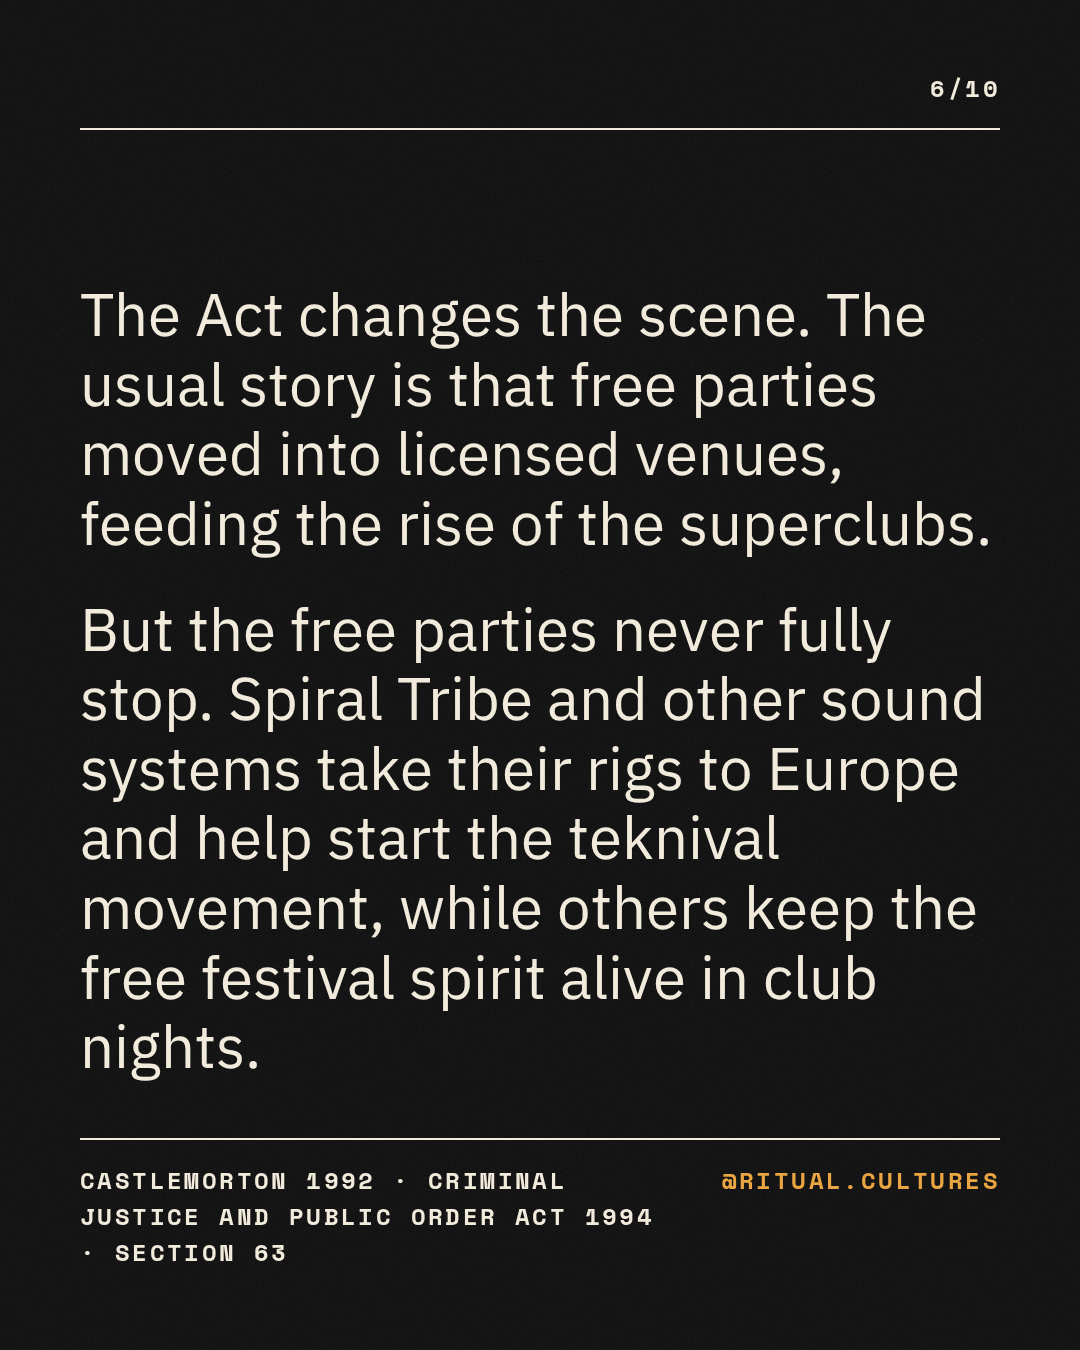 6/10
The Act changes the scene. The
usual story is that free parties
moved into licensed venues,
feeding the rise of the superclubs.
But the free parties never fully
stop. Spiral Tribe and other sound
systems take their rigs to Europe
and help start the teknival
movement, while others keep the
free festival spirit alive in club
nights.
CASTLEMORTON 1992 · CRIMINAL
JUSTICE AND PUBLIC ORDER ACT 1994
· SECTION 63
@RITUAL.CULTURES